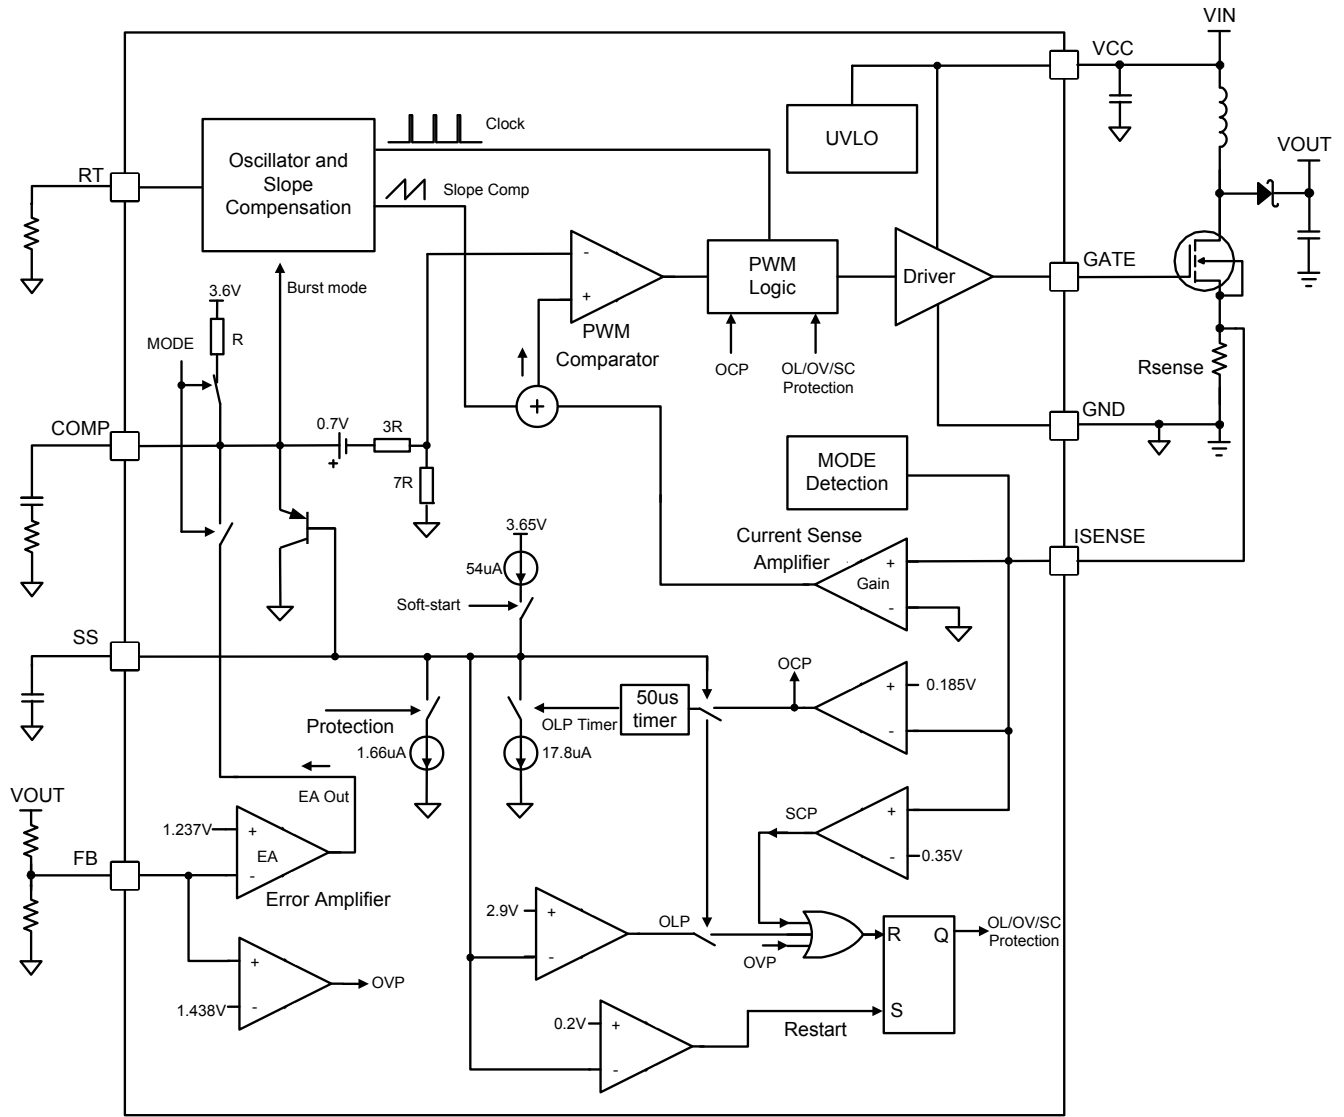 VIN
VCC
UVLO
VOUT
Clock
Oscillator and
Slope
Compensation
RT
Slope Comp
-
+
PWM
Comparator
PWM
Logic
Driver
GATE
Burst mode
3.6V
R
MODE
OCP
OL/OV/SC
Protection
Rsense
+
GND
COMP
0.7V
+
3R
7R
MODE
Detection
3.65V
54uA
Current Sense
Amplifier
+
Gain
-
ISENSE
Soft-start
SS
OCP
+
0.185V
-
50us
timer
OLP Timer
Protection
1.66uA
17.8uA
EA Out
VOUT
SCP
+
-
0.35V
1.237V
+
EA
-
FB
Error Amplifier
2.9V
+
-
OLP
OVP
R
Q
S
OL/OV/SC
Protection
+
1.438V
-
OVP
0.2V
+
-
Restart